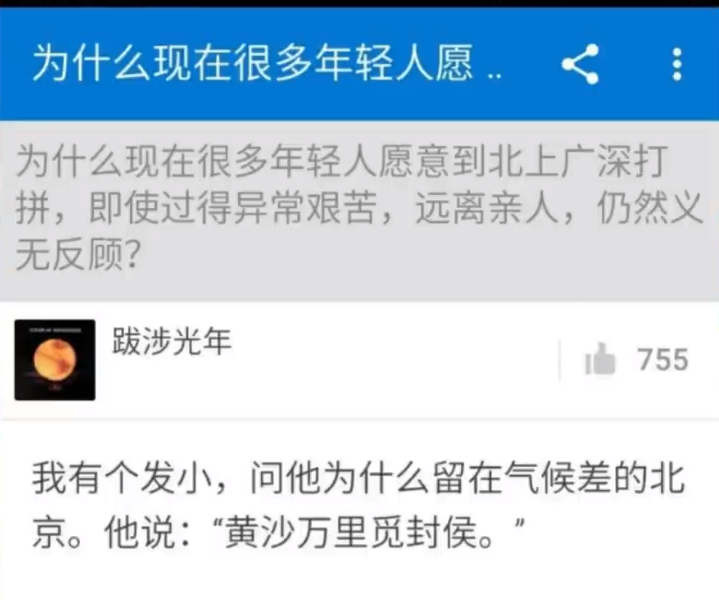 为什么现在很多年轻人愿 ..
为什么现在很多年轻人愿意到北上广深打
拼，即使过得异常艰苦，远离亲人，仍然义
无反顾？
跋涉光年
755
我有个发小，问他为什么留在气候差的北
京。他说：“黄沙万里觅封侯。”